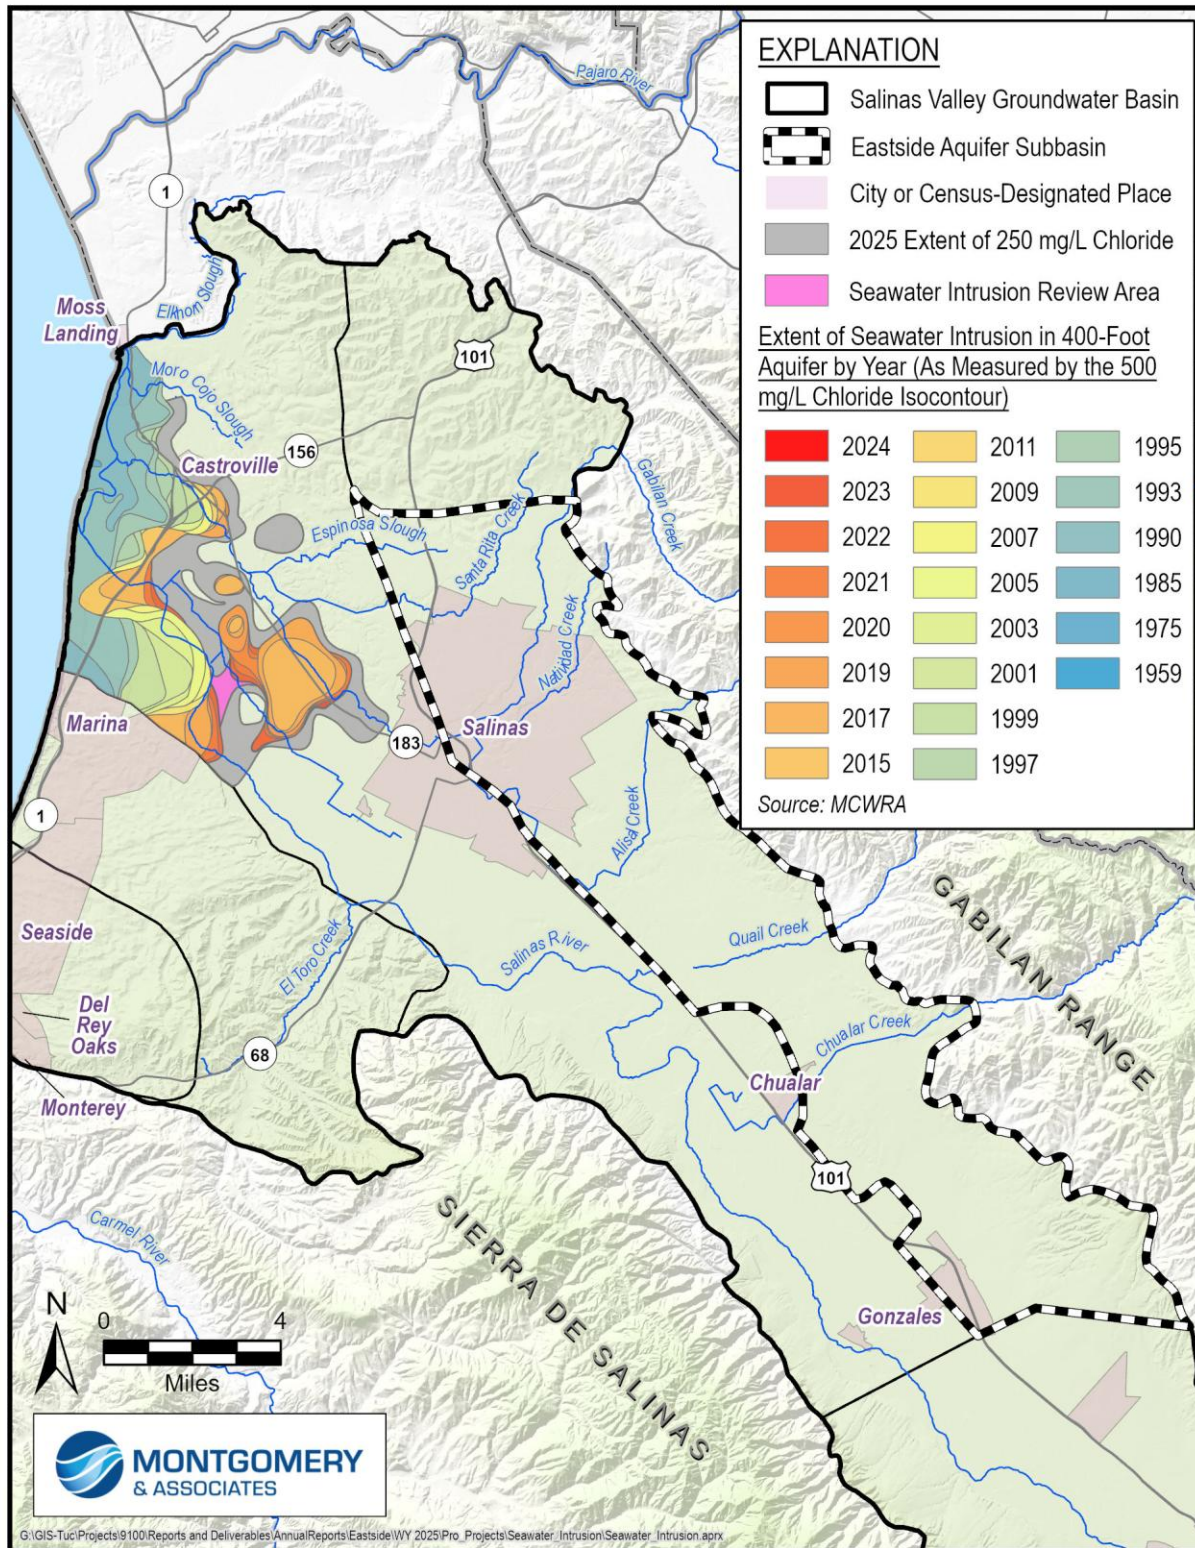 EXPLANATION
Salinas Valley Groundwater Basin
Eastside Aquifer Subbasin
City or Census-Designated Place
2025 Extent of 250 mg/L Chloride
Seawater Intrusion Review Area
Extent of Seawater Intrusion in 400-Foot
Aquifer by Year (As Measured by the 500
mg/L Chloride Isocontour)
2024
2023
2022
2021
2020
2019
2017
2015
2011
2009
2007
2005
2003
2001
1999
1997
1995
1993
1990
1985
1975
1959
Source: MCWRA
Pajaro River
1
Elkhorn Slough
Moss
Landing
101
Moro Cojo Slough
156
Castroville
Gabilan Creek
Espinosa Slough
Santa Rita Creek
Natividad Creek
Marina
Salinas
183
1
Alisal Creek
Seaside
El Toro Creek
Salinas River
Quail Creek
GABILAN RANGE
Del
Rey
Oaks
68
Chualar Creek
Chualar
Monterey
101
Carmel River
SIERRA DE SALINAS
Gonzales
N
0 4
Miles
MONTGOMERY
& ASSOCIATES
G:\GIS-Tuc\Projects\9100\Reports and Deliverables\AnnualReports\Eastside\WY 2025\Pro_Projects\Seawater_Intrusion\Seawater_Intrusion.aprx